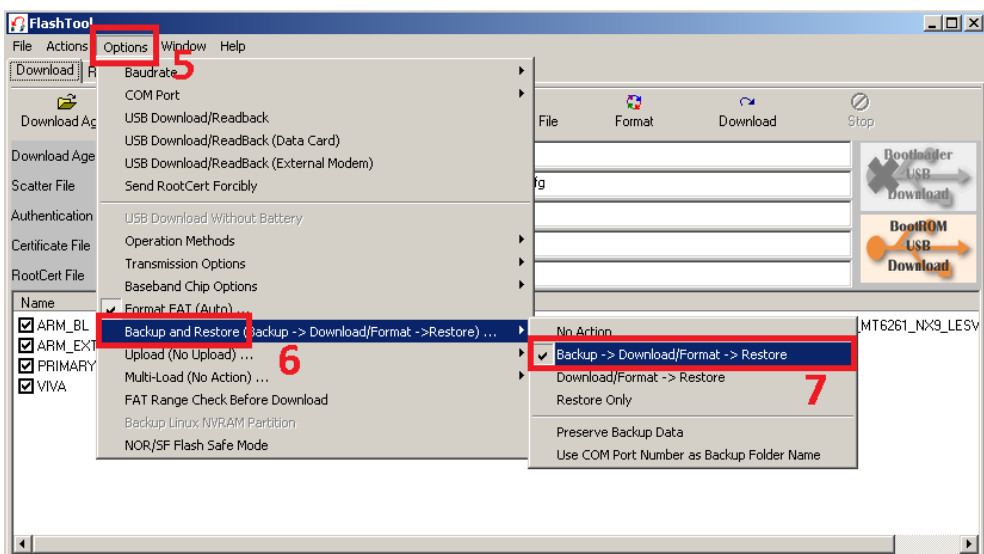 FlashTool
File Actions Options Window Help
5
Download R
Download Ag
File Format Download Stop
Download Age
Scatter File
fg
Authentication
Certificate File
RootCert File
Bootloader
USB
Download
BootROM
USB
Download
Name
ARM_BL
ARM_EXT
PRIMARY
VIVA
_MT6261_NX9_LESV
Baudrate
COM Port
USB Download/Readback
USB Download/ReadBack (Data Card)
USB Download/ReadBack (External Modem)
Send RootCert Forcibly
USB Download Without Battery
Operation Methods
Transmission Options
Baseband Chip Options
Format FAT (Auto) ...
Backup and Restore (Backup -> Download/Format ->Restore) ...
6
Upload (No Upload) ...
Multi-Load (No Action) ...
FAT Range Check Before Download
Backup Linux NVRAM Partition
NOR/SF Flash Safe Mode
No Action
Backup -> Download/Format -> Restore
Download/Format -> Restore
7
Restore Only
Preserve Backup Data
Use COM Port Number as Backup Folder Name